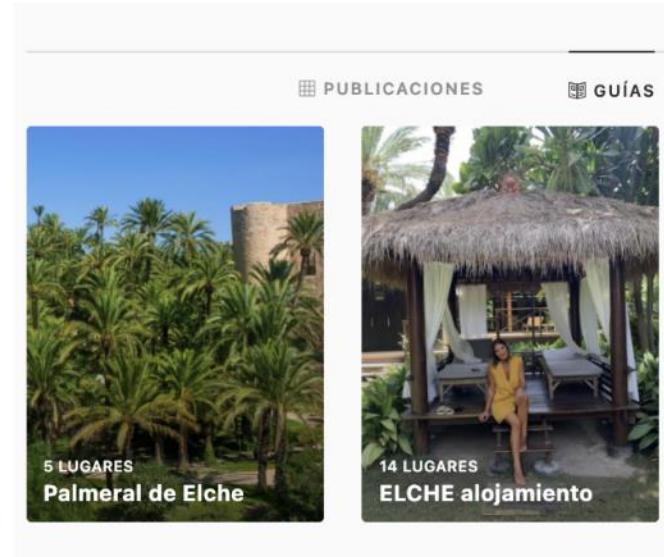 PUBLICACIONES
GUÍAS
5 LUGARES
Palmeral de Elche
14 LUGARES
ELCHE alojamiento